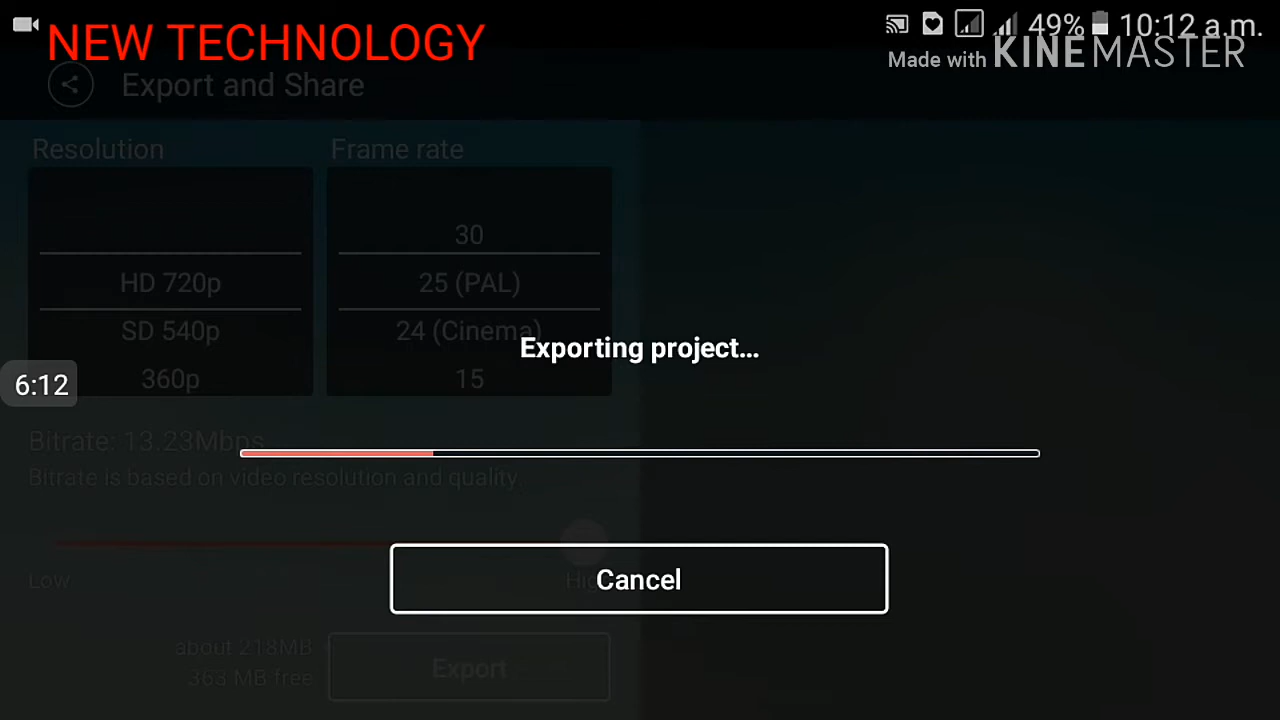 NEW TECHNOLOGY
49% 10:12 a.m.
Made with KINEMASTER
Export and Share
Resolution
Frame rate
30
HD 720p
25 (PAL)
SD 540p
24 (Cinema)
Exporting project...
6:12
360p
15
Bitrate: 13.23Mbps
Bitrate is based on video resolution and quality.
Low
High
Cancel
about 218MB
363 MB free
Export